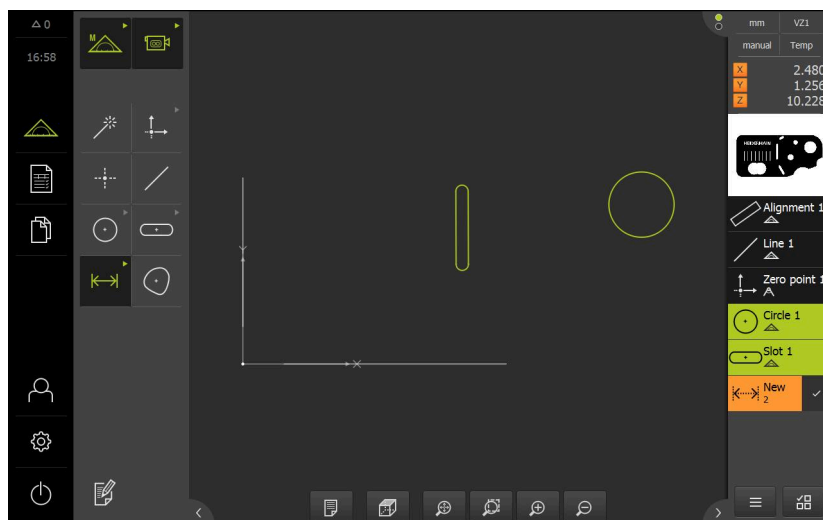 △ 0
16:58
M
Y
X
mm VZ1
manual Temp
X 2.480
Y 1.256
Z 10.228
HEIDENHAIN
Alignment 1
Line 1
Zero point 1
Circle 1
Slot 1
New
2